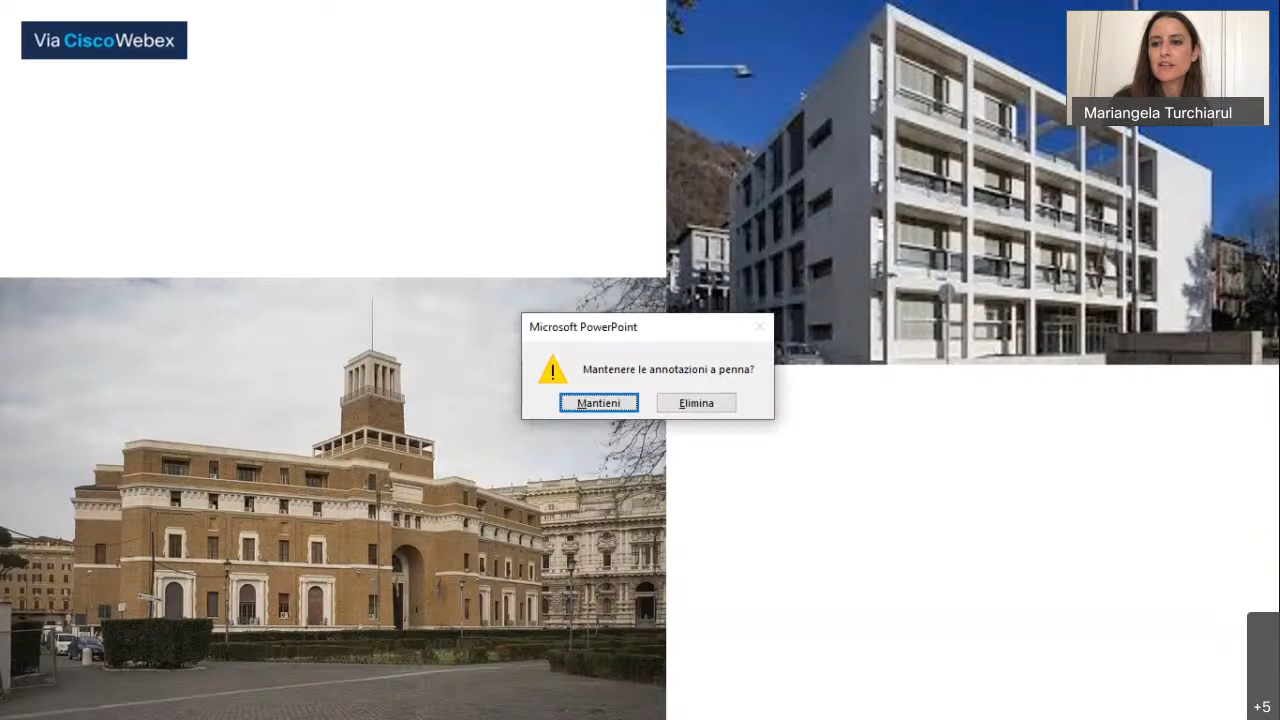 Via CiscoWebex
Mariangela Turchiarul
Microsoft PowerPoint
Mantenere le annotazioni a penna?
Mantieni
Elimina
+5